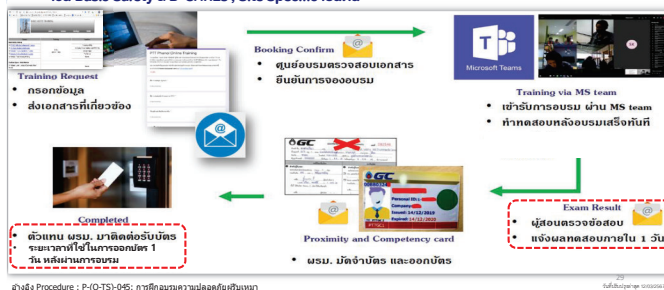 Booking Confirm
• ศูนย์อบรมตรวจสอบเอกสาร
• ยืนยันการจองอบรม
Microsoft Teams
Training Request
• กรอกข้อมูล
• ส่งเอกสารที่เกี่ยวข้อง
Training via MS team
• เข้ารับการอบรม ผ่าน MS team
• ทำทดสอบหลังอบรมเสร็จทันที
GC
GC
Personal ID.:
Company:
Issued: 14/12/2019
Expired: 14/12/2020
Completed
• ตัวแทน ผรม. มาติดต่อรับบัตร
• ระยะเวลาที่ใช้ในการออกบัตร 1
วัน หลังผ่านการอบรม
Proximity and Competency card
• ผรม. มัดจำบัตร และออกบัตร
Exam Result
• ผู้สอนตรวจข้อสอบ
• แจ้งผลทดสอบภายใน 1 วัน
29
อ้างอิง Procedure : P-(O-TS)-045: การฝึกอบรมความปลอดภัยผู้รับเหมา